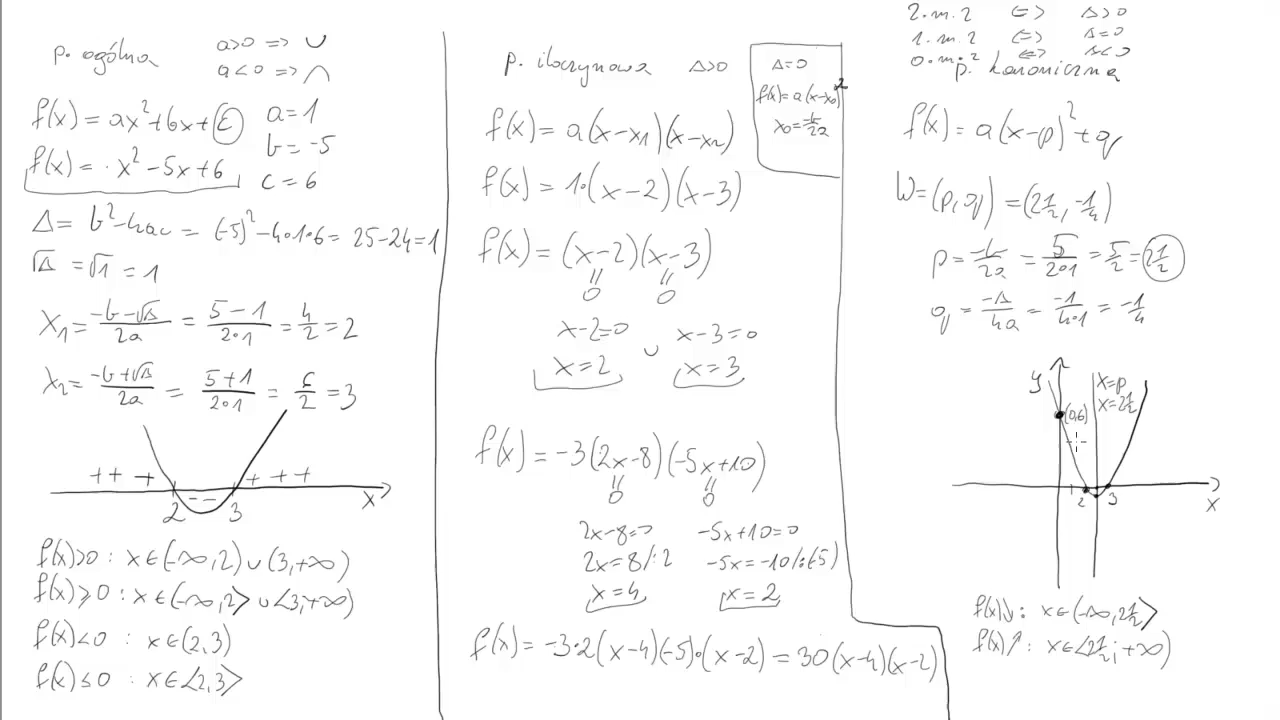 p. ogólna
a>0 => ∪
a<0 => ∩
f(x) = ax²+bx+c
a=1
b=-5
c=6
f(x) = x²-5x+6
Δ = b²-4ac = (-5)²-4·1·6 = 25-24=1
√Δ = √1 = 1
x₁ = (-b-√Δ)/2a = (5-1)/(2·1) = 4/2 = 2
x₂ = (-b+√Δ)/2a = (5+1)/(2·1) = 6/2 = 3
+ + + -- + + +
2 3 x
f(x)>0 : x∈(-∞,2)∪(3,+∞)
f(x)≥0 : x∈(-∞,2>∪<3,+∞)
f(x)<0 : x∈(2,3)
f(x)≤0 : x∈<2,3>
p. iloczynowa Δ>0
Δ=0
f(x)=a(x-x₀)²
x₀=-b/2a
f(x) = a(x-x₁)(x-x₂)
f(x) = 1·(x-2)(x-3)
f(x) = (x-2)(x-3)
= =
0 0
x-2=0 ∪ x-3=0
x=2 x=3
f(x) = -3(2x-8)(-5x+10)
= =
0 0
2x-8=0 -5x+10=0
2x=8/:2 -5x=-10/:(-5)
x=4 x=2
f(x) = -3·2(x-4)(-5)·(x-2) = 30(x-4)(x-2)
2.m.z <=> Δ>0
1.m.z <=> Δ=0
0.m.z <=> Δ<0
p. kanoniczna
f(x) = a(x-p)²+q
W=(p,q) = (2½,-¼)
p = -b/2a = 5/(2·1) = 5/2 = 2½
q = -Δ/4a = -1/(4·1) = -¼
y
x=p
x=2½
(0,6)
1 2 3 x
f(x)↓ : x∈(-∞,2½>
f(x)↗ : x∈<2½;+∞)